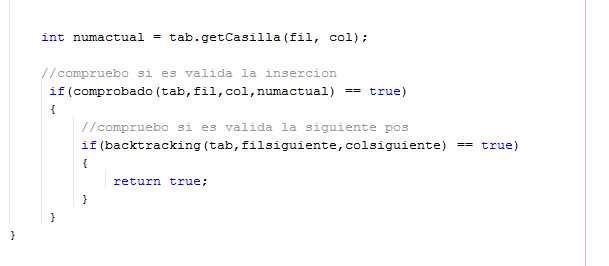 int numactual = tab.getCasilla(fil, col);
//compruebo si es valida la insercion
if(comprobado(tab,fil,col,numactual) == true)
{
//compruebo si es valida la siguiente pos
if(backtracking(tab,filsiguiente,colsiguiente) == true)
{
return true;
}
}
}